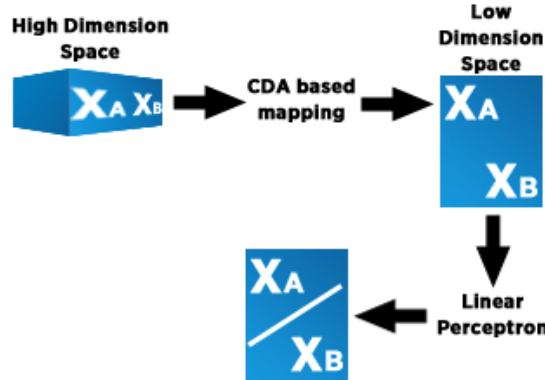 High Dimension
Space
XA XB
CDA based
mapping
Low
Dimension
Space
XA
XB
Linear
Perceptron
XA
XB